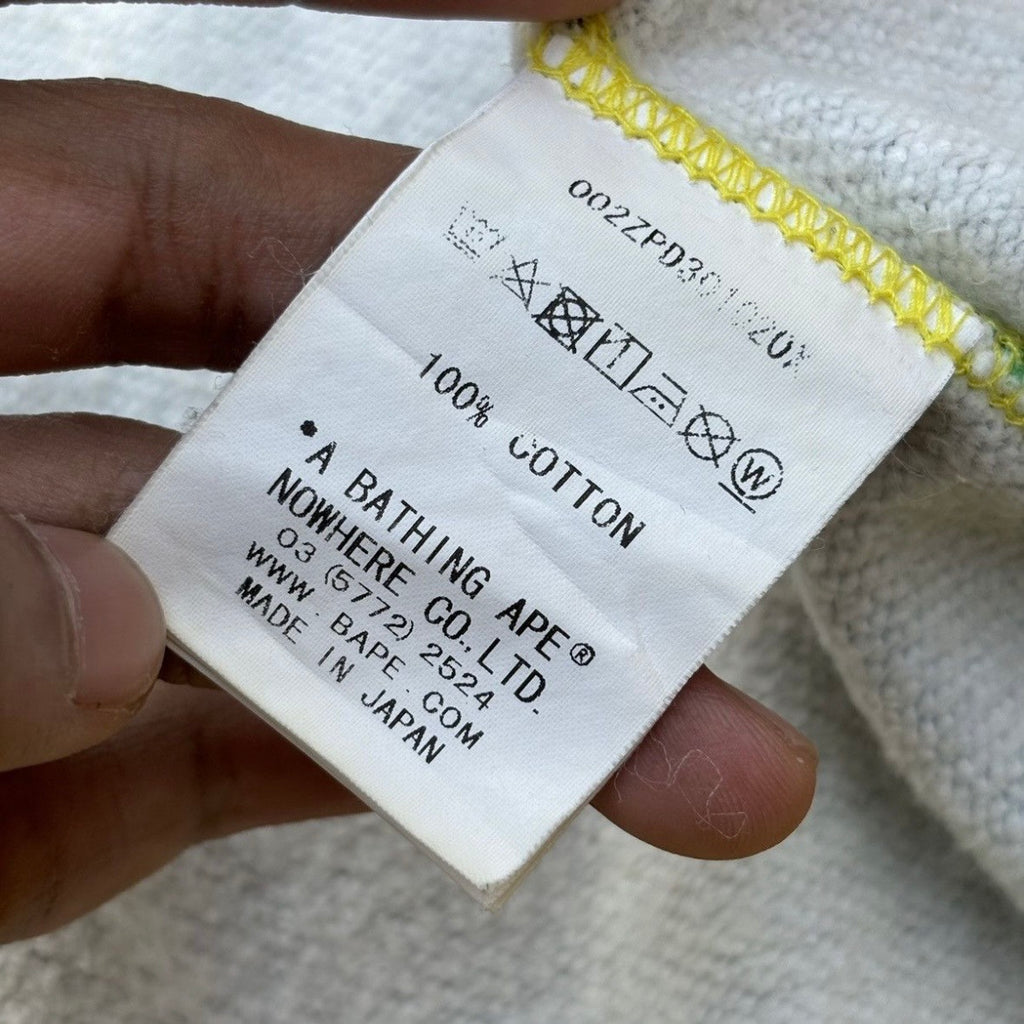 100% COTTON
*A BATHING APE®
NOWHERE CO., LTD.
03 (5772) 2524
WWW. BAPE. COM
MADE IN JAPAN